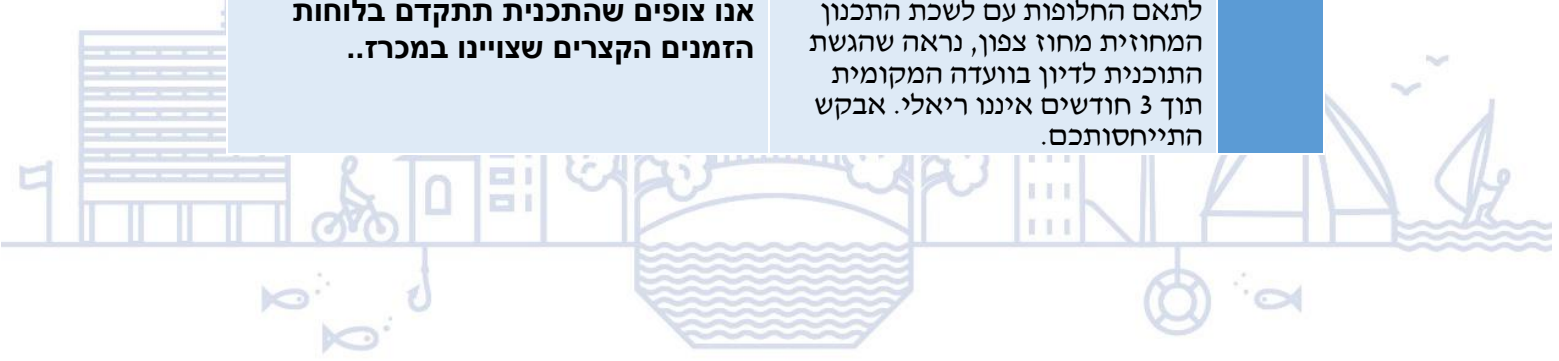 לתאם החלופות עם לשכת התכנון
המחוזית מחוז צפון, נראה שהגשת
התוכנית לדיון בוועדה המקומית
תוך 3 חודשים איננו ריאלי. אבקש
התייחסותכם.
אנו צופים שהתכנית תתקדם בלוחות
הזמנים הקצרים שצויינו במכרז..